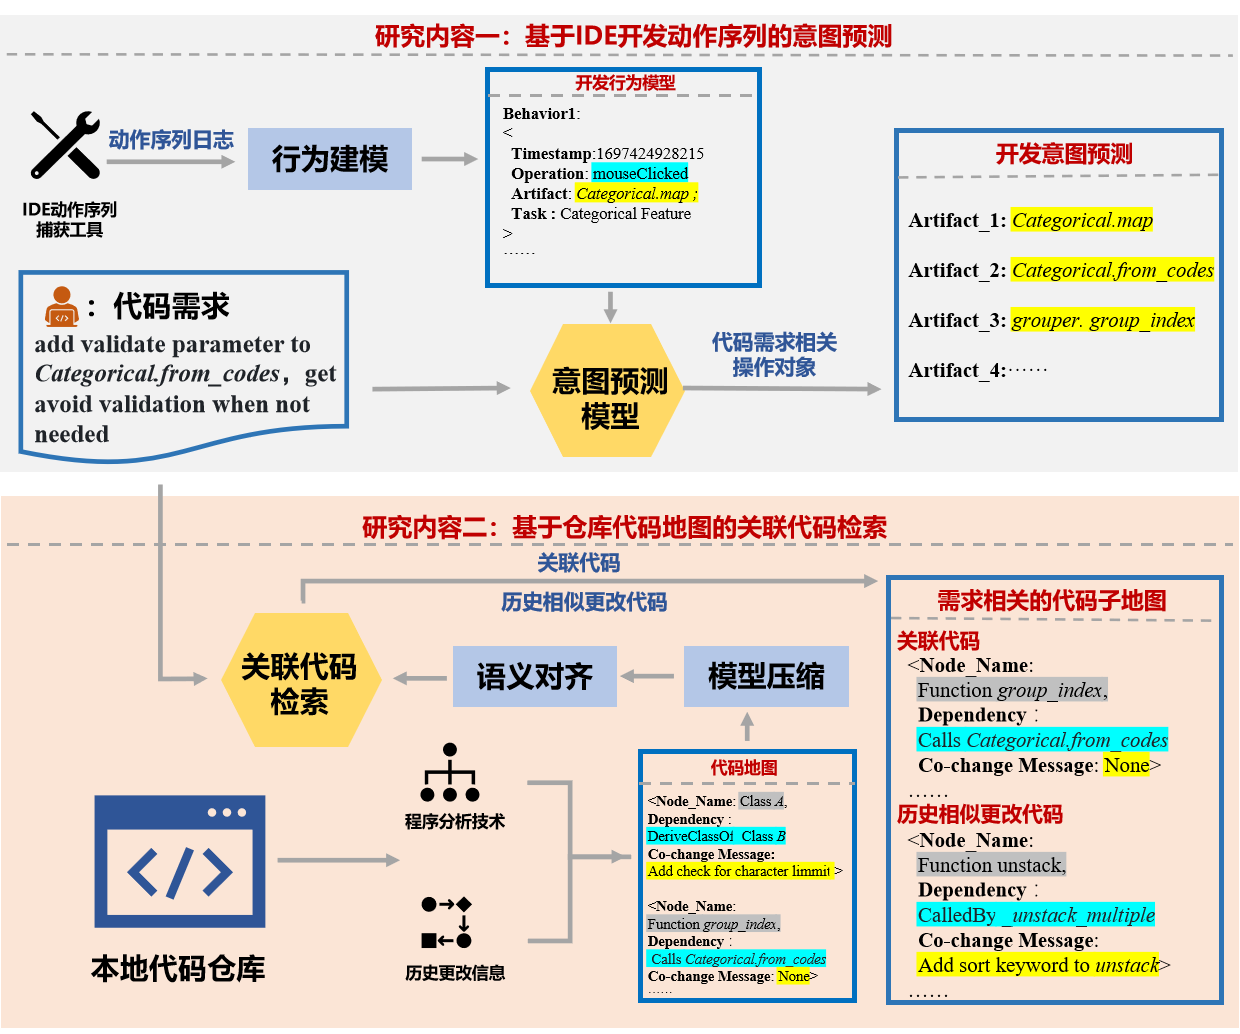 研究内容一：基于IDE开发动作序列的意图预测
IDE动作序列
捕获工具
动作序列日志
行为建模
开发行为模型
Behavior1:
<
Timestamp:1697424928215
Operation: mouseClicked
Artifact: Categorical.map ;
Task : Categorical Feature
>
……
开发意图预测
Artifact_1: Categorical.map
Artifact_2: Categorical.from_codes
Artifact_3: grouper. group_index
Artifact_4:……
：代码需求
add validate parameter to
Categorical.from_codes，get
avoid validation when not
needed
意图预测
模型
代码需求相关
操作对象
研究内容二：基于仓库代码地图的关联代码检索
关联代码
历史相似更改代码
关联代码
检索
语义对齐
模型压缩
本地代码仓库
程序分析技术
历史更改信息
代码地图
<Node_Name: Class A,
Dependency :
DeriveClassOf Class B
Co-change Message:
Add check for character limmit >
<Node_Name:
Function group_index,
Dependency :
Calls Categorical.from_codes
Co-change Message: None>
……
需求相关的代码子地图
关联代码
<Node_Name:
Function group_index,
Dependency :
Calls Categorical.from_codes
Co-change Message: None>
……
历史相似更改代码
<Node_Name:
Function unstack,
Dependency :
CalledBy _unstack_multiple
Co-change Message:
Add sort keyword to unstack>
……